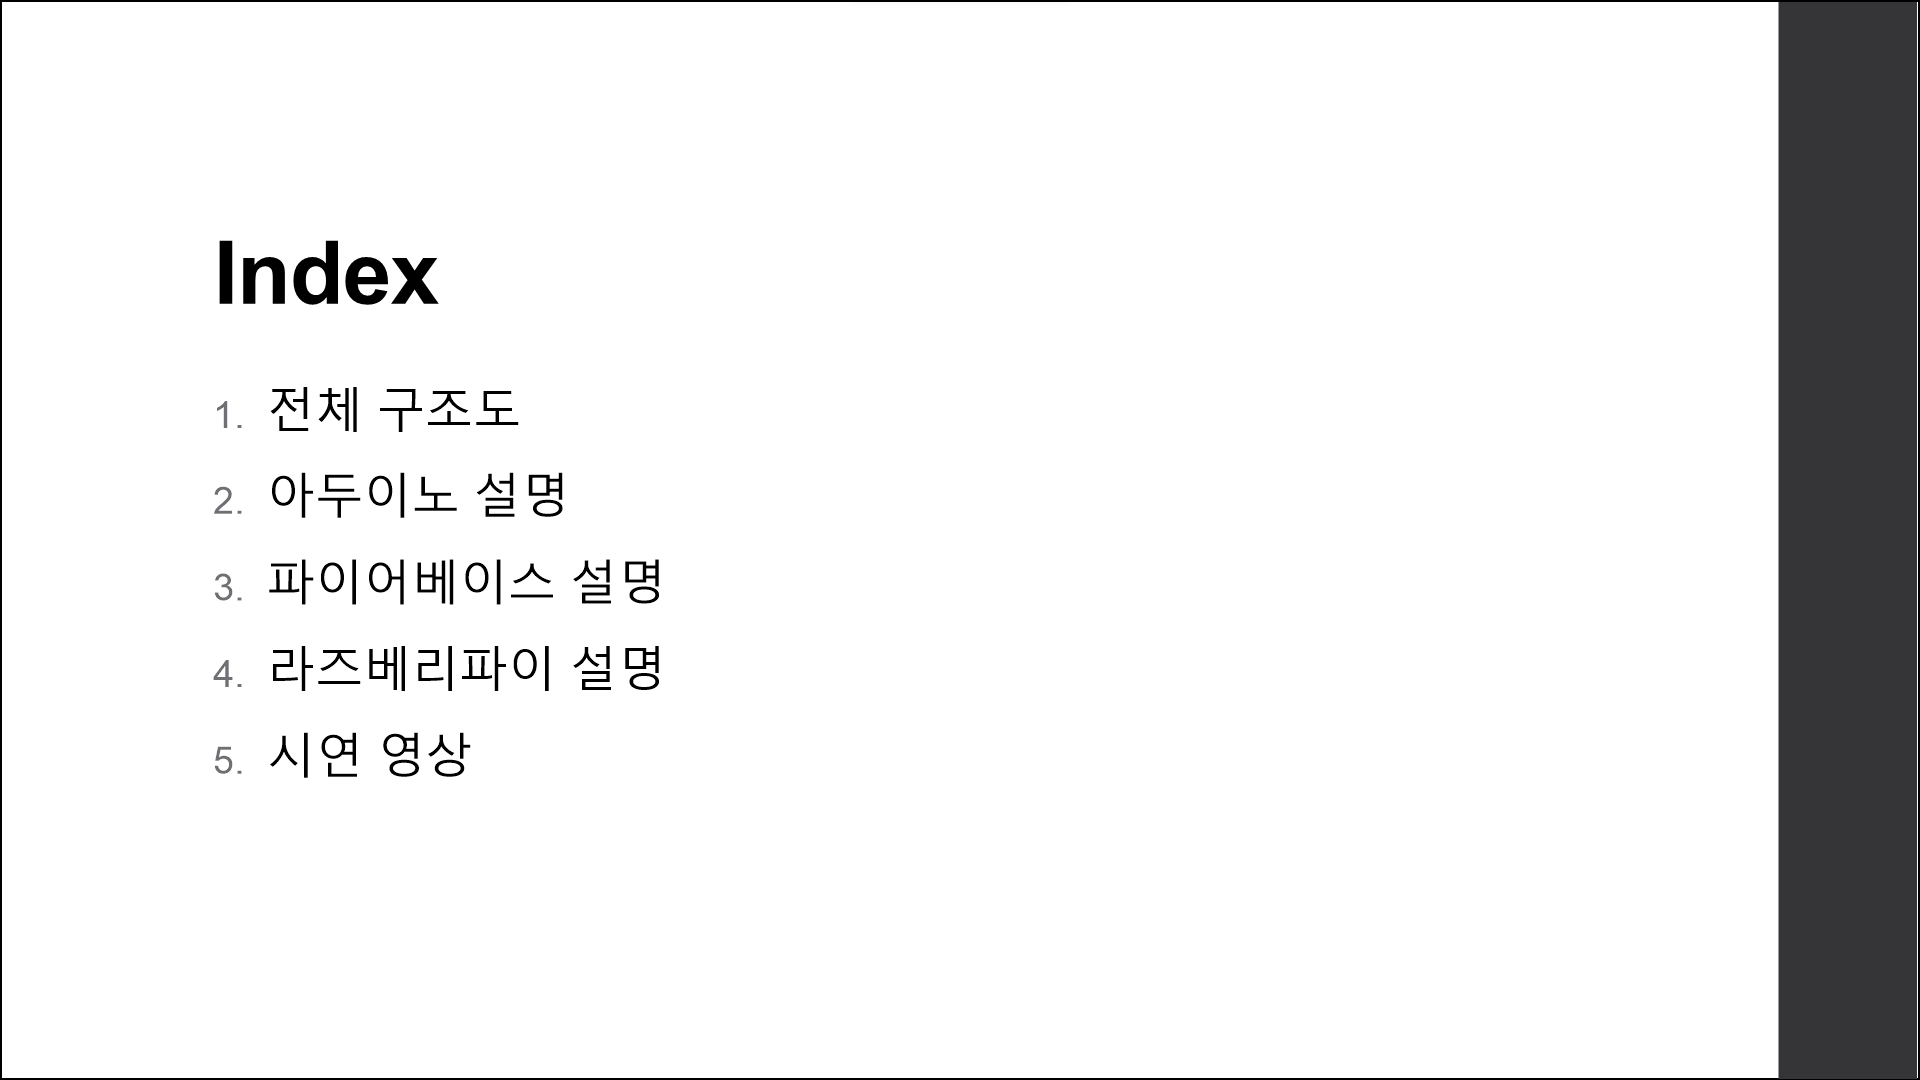 Index
1. 전체 구조도
2. 아두이노 설명
3. 파이어베이스 설명
4. 라즈베리파이 설명
5. 시연 영상